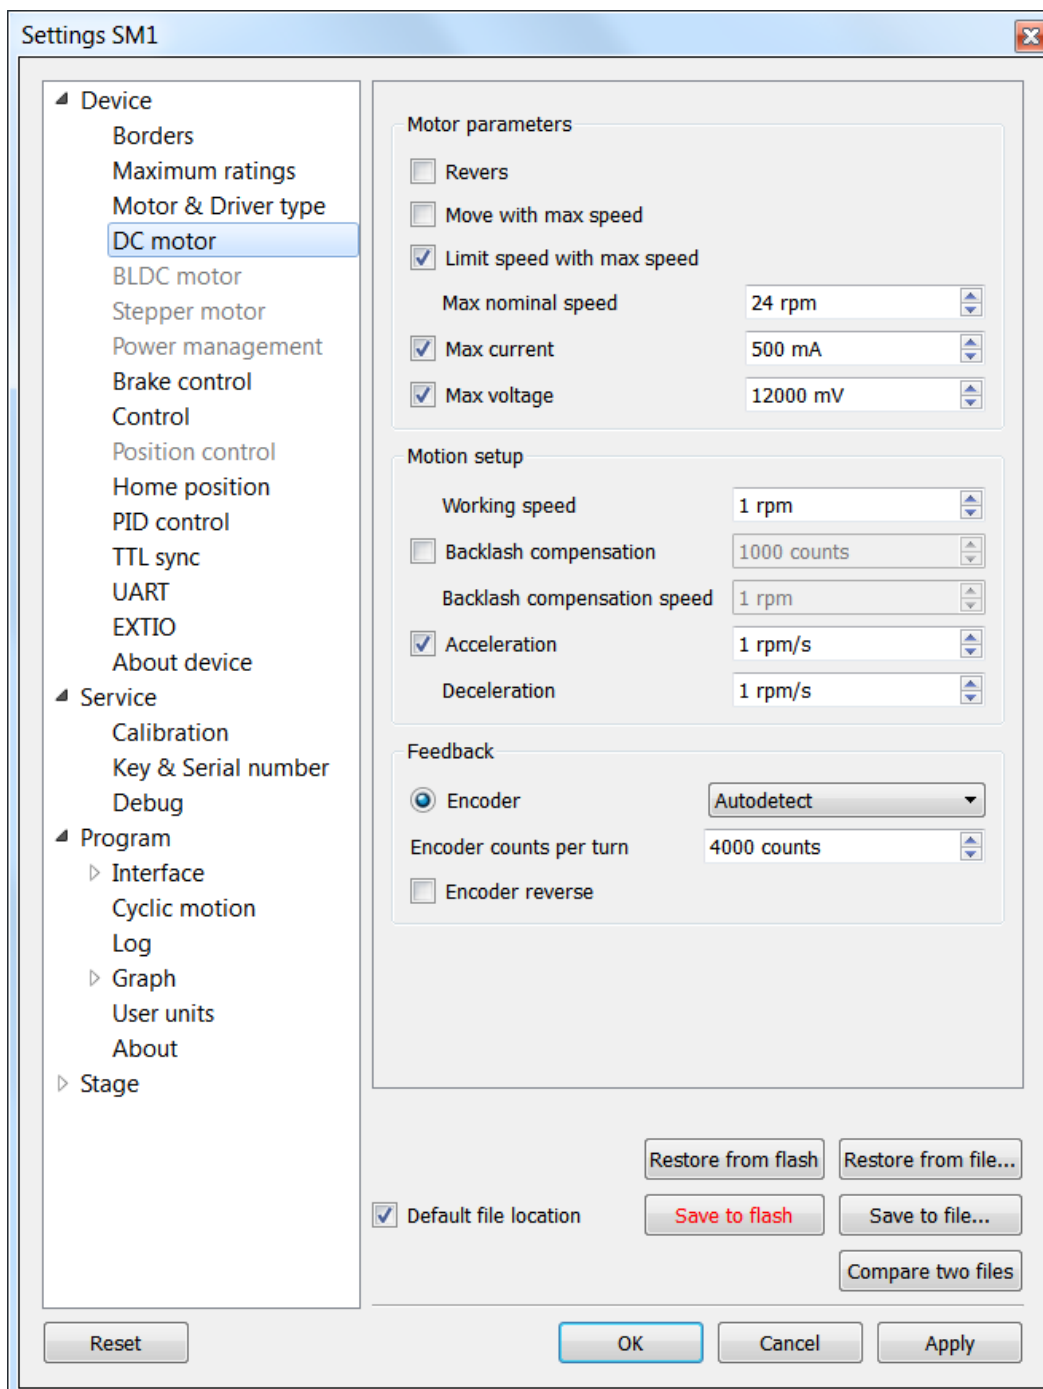 Settings SM1
Device
Borders
Maximum ratings
Motor & Driver type
DC motor
BLDC motor
Stepper motor
Power management
Brake control
Control
Position control
Home position
PID control
TTL sync
UART
EXTIO
About device
Service
Calibration
Key & Serial number
Debug
Program
Interface
Cyclic motion
Log
Graph
User units
About
Stage
Motor parameters
Revers
Move with max speed
Limit speed with max speed
Max nominal speed 24 rpm
Max current 500 mA
Max voltage 12000 mV
Motion setup
Working speed 1 rpm
Backlash compensation 1000 counts
Backlash compensation speed 1 rpm
Acceleration 1 rpm/s
Deceleration 1 rpm/s
Feedback
Encoder Autodetect
Encoder counts per turn 4000 counts
Encoder reverse
Restore from flash Restore from file...
Default file location Save to flash Save to file...
Compare two files
Reset OK Cancel Apply